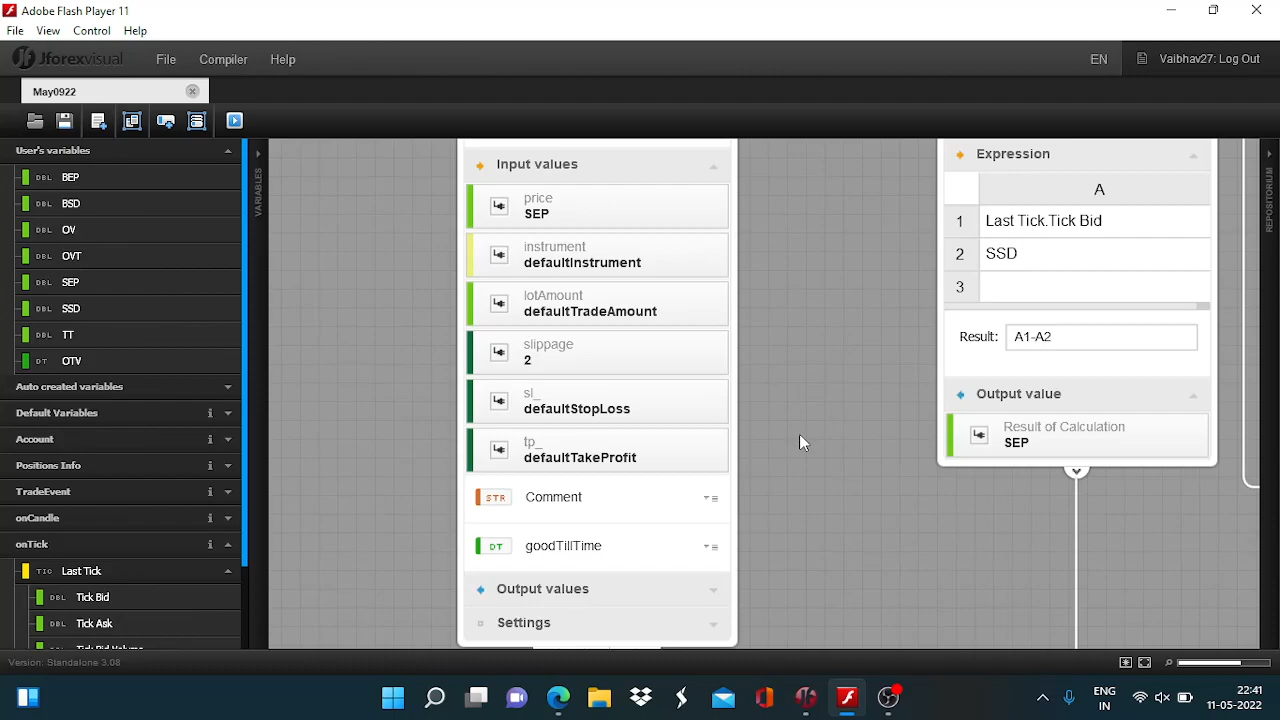 Adobe Flash Player 11
File View Control Help
Jforexvisual File Compiler Help EN Vaibhav27: Log Out
May0922
User's variables
DBL BEP
DBL BSD
DBL OV
DBL OVT
DBL SEP
DBL SSD
DBL TT
DT OTV
Auto created variables
Default Variables i
Account i
Positions Info i
TradeEvent i
onCandle i
onTick i
TIC Last Tick
DBL Tick Bid
DBL Tick Ask
VARIABLES
Input values
price
SEP
instrument
defaultInstrument
lotAmount
defaultTradeAmount
slippage
2
sl_
defaultStopLoss
tp_
defaultTakeProfit
STR Comment
DT goodTillTime
Output values
Settings
Expression
A
1 Last Tick.Tick Bid
2 SSD
3
Result: A1-A2
Output value
Result of Calculation
SEP
REPOSITORIUM
Version: Standalone 3.08
ENG
IN
22:41
11-05-2022